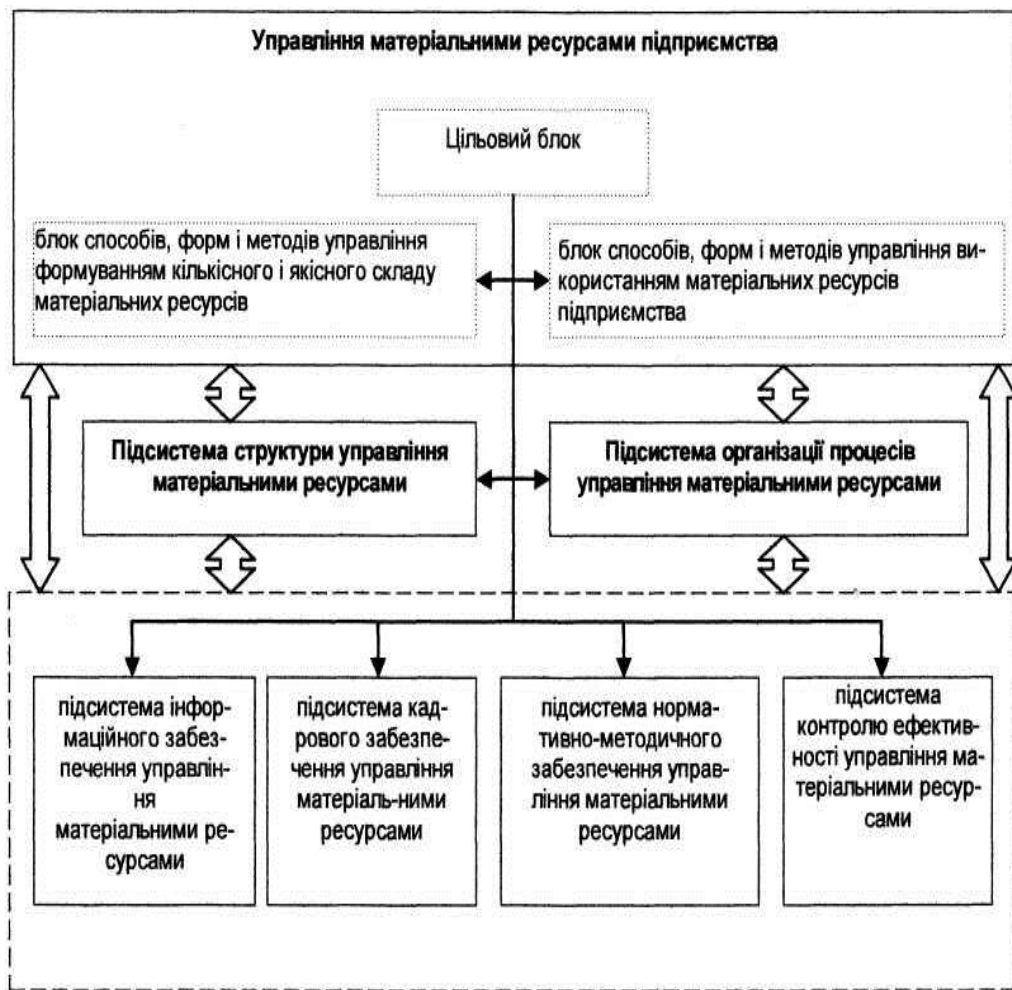 Управління матеріальними ресурсами підприємства
Цільовий блок
блок способів, форм і методів управління
формуванням кількісного і якісного складу
матеріальних ресурсів
блок способів, форм і методів управління ви-
користанням матеріальних ресурсів
підприємства
Підсистема структури управління
матеріальними ресурсами
Підсистема організації процесів
управління матеріальними ресурсами
підсистема інфор-
маційного забез-
печення управлін-
ня
матеріальними ре-
сурсами
підсистема кад-
рового забезпе-
чення управління
матеріаль-ними
ресурсами
підсистема норма-
тивно-методичного
забезпечення управ-
ління матеріальними
ресурсами
підсистема
контролю ефектив-
ності управління ма-
теріальними ресур-
сами